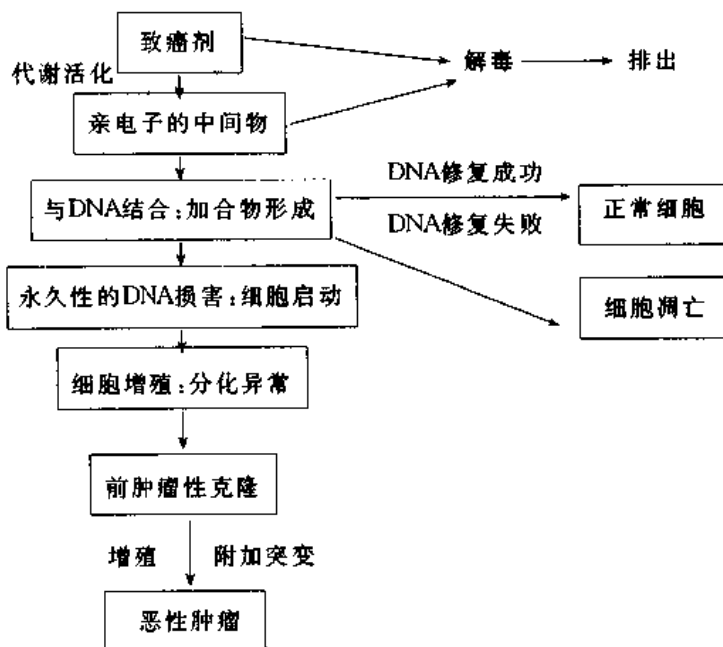 致癌剂
代谢活化
解毒
排出
亲电子的中间物
DNA修复成功
与DNA结合:加合物形成
正常细胞
DNA修复失败
永久性的DNA损害:细胞启动
细胞凋亡
细胞增殖:分化异常
前肿瘤性克隆
增殖
附加突变
恶性肿瘤